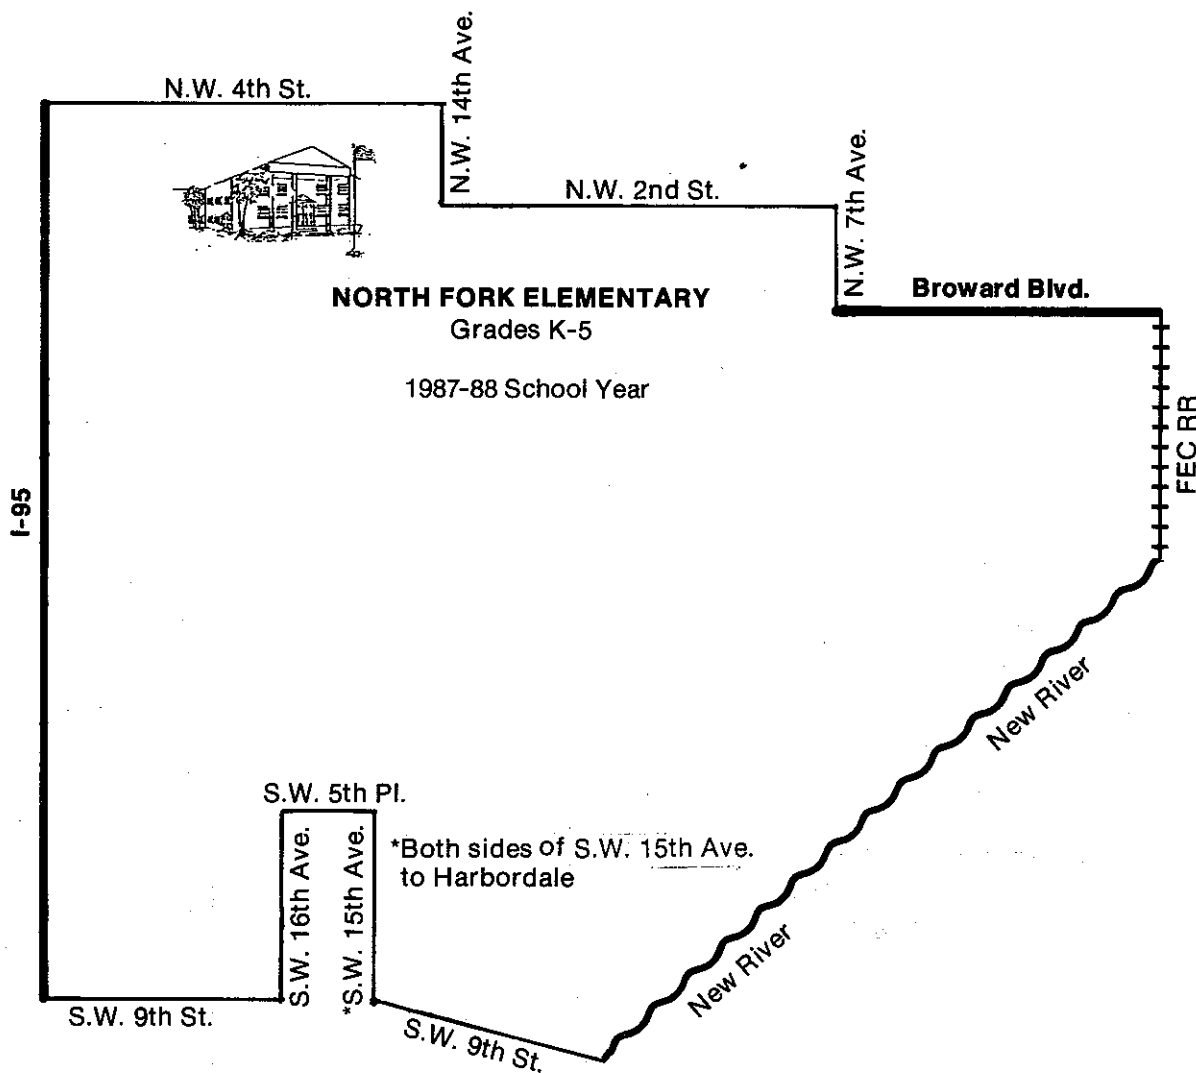 N.W. 4th St.
N.W. 14th Ave.
N.W. 2nd St.
N.W. 7th Ave.
Broward Blvd.
NORTH FORK ELEMENTARY
Grades K-5
1987-88 School Year
FEC RR
I-95
New River
S.W. 5th Pl.
*Both sides of S.W. 15th Ave.
to Harbordale
S.W. 16th Ave.
*S.W. 15th Ave.
New River
S.W. 9th St.
S.W. 9th St.